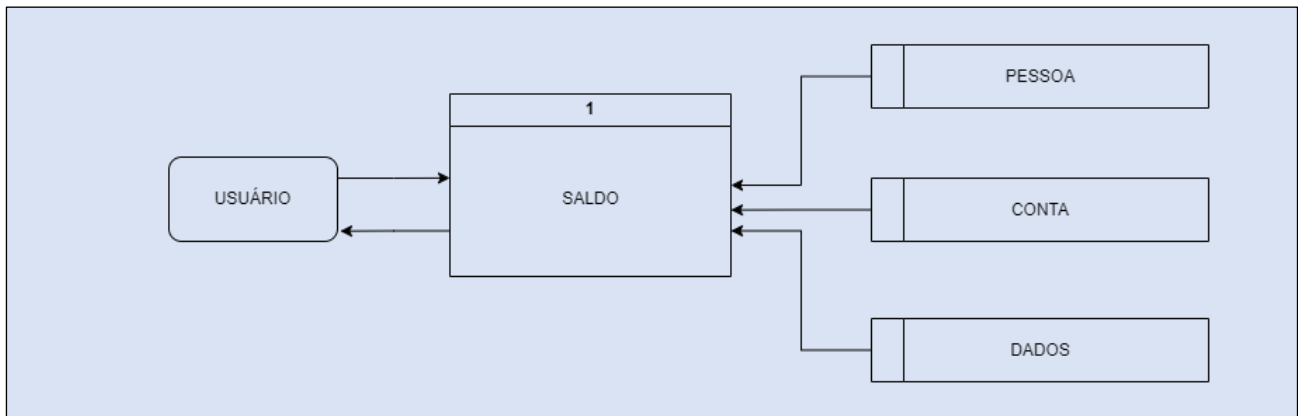 PESSOA
1
USUÁRIO
SALDO
CONTA
DADOS